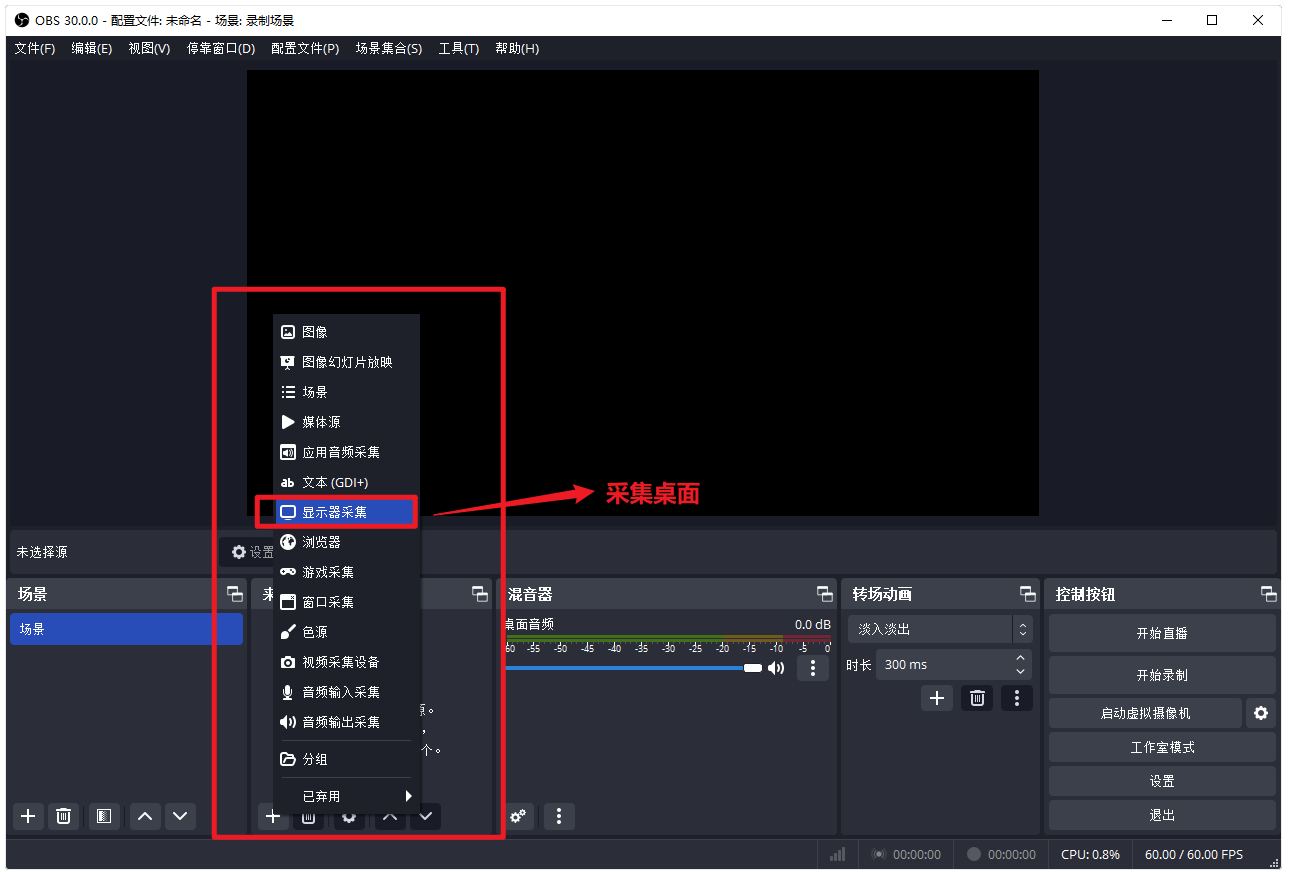 OBS 30.0.0 - 配置文件: 未命名 - 场景: 录制场景
文件(F) 编辑(E) 视图(V) 停靠窗口(D) 配置文件(P) 场景集合(S) 工具(T) 帮助(H)
图像
图像幻灯片放映
场景
媒体源
应用音频采集
ab 文本 (GDI+)
显示器采集
采集桌面
浏览器
游戏采集
窗口采集
色源
视频采集设备
音频输入采集
音频输出采集
分组
已弃用
未选择源
设置
场景
场景
来
。
,
个。
混音器
桌面音频 0.0 dB
-60 -55 -50 -45 -40 -35 -30 -25 -20 -15 -10 -5 0
转场动画
淡入淡出
时长 300 ms
控制按钮
开始直播
开始录制
启动虚拟摄像机
工作室模式
设置
退出
00:00:00 00:00:00 CPU: 0.8% 60.00 / 60.00 FPS